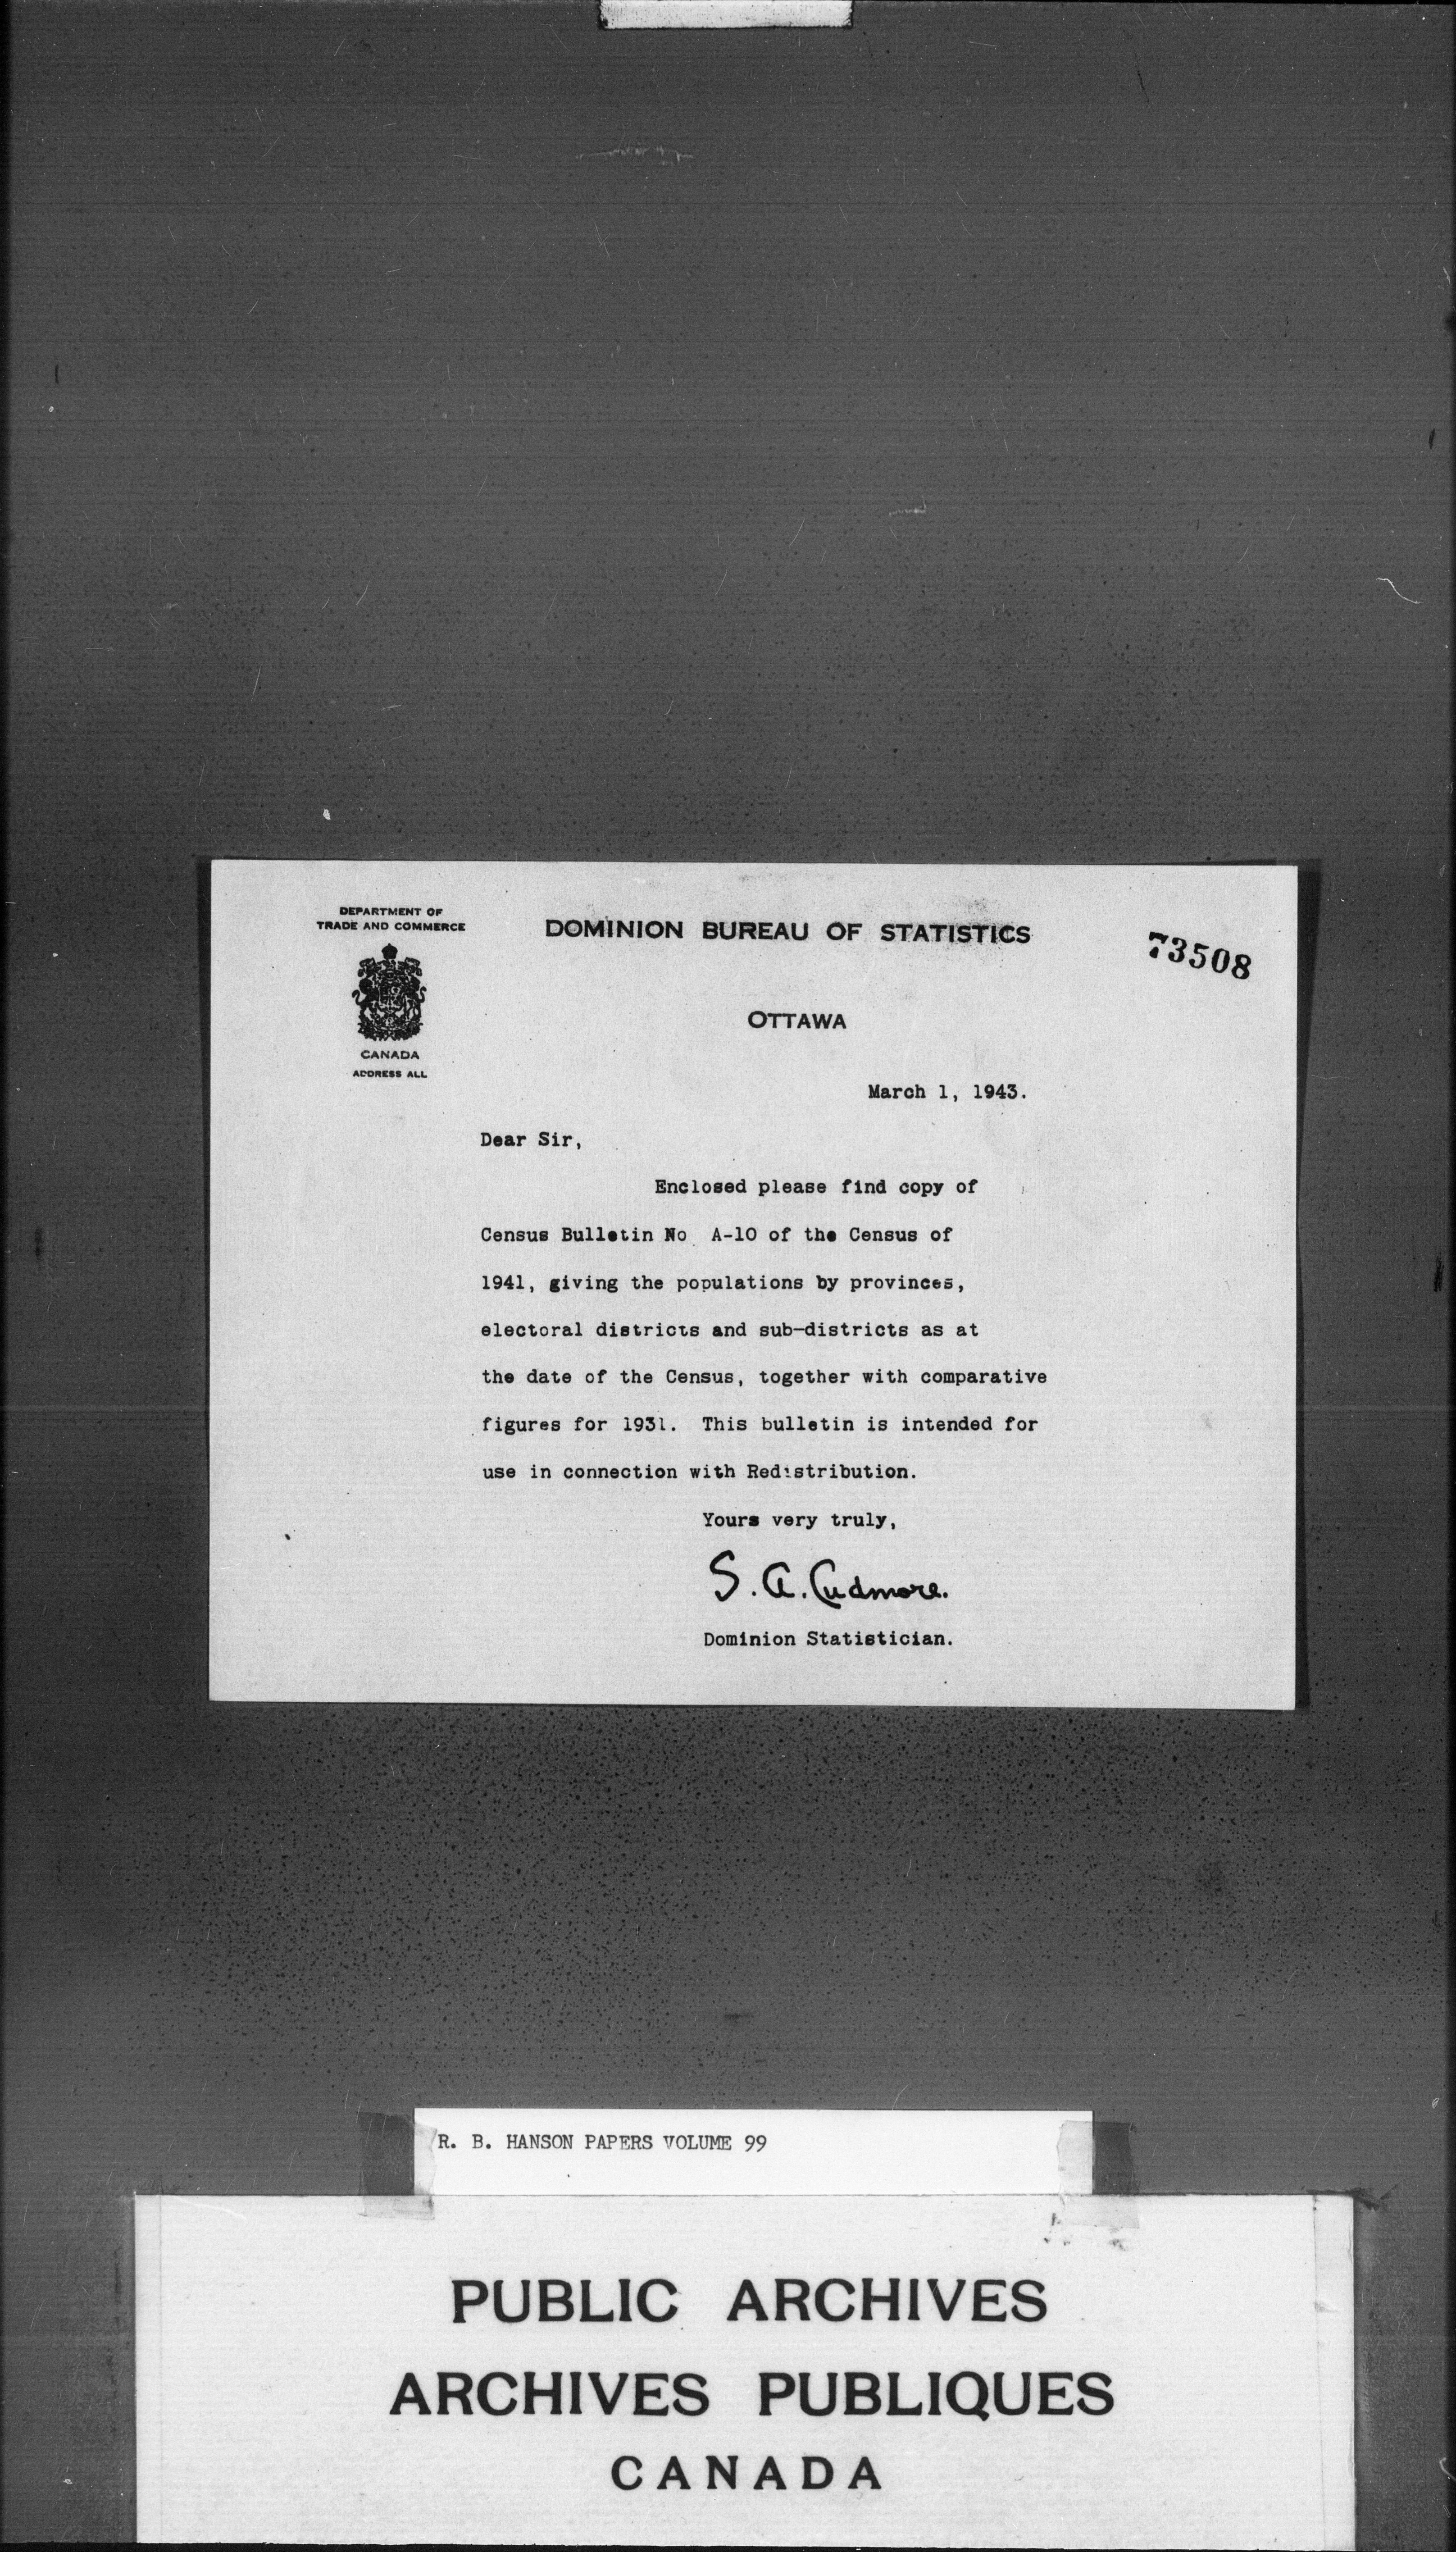 DEPARTMENT OF
TRADE AND COMMERCE
CANADA
ADDRESS ALL
DOMINION BUREAU OF STATISTICS
73508
OTTAWA
March 1, 1943.
Dear Sir,
Enclosed please find copy of
Census Bulletin No. A-10 of the Census of
1941, giving the populations by provinces,
electoral districts and sub-districts as at
the date of the Census, together with comparative
figures for 1931. This bulletin is intended for
use in connection with Redistribution.
Yours very truly,
S. A. Cudmore.
Dominion Statistician.
R. B. HANSON PAPERS VOLUME 99
PUBLIC ARCHIVES
ARCHIVES PUBLIQUES
CANADA